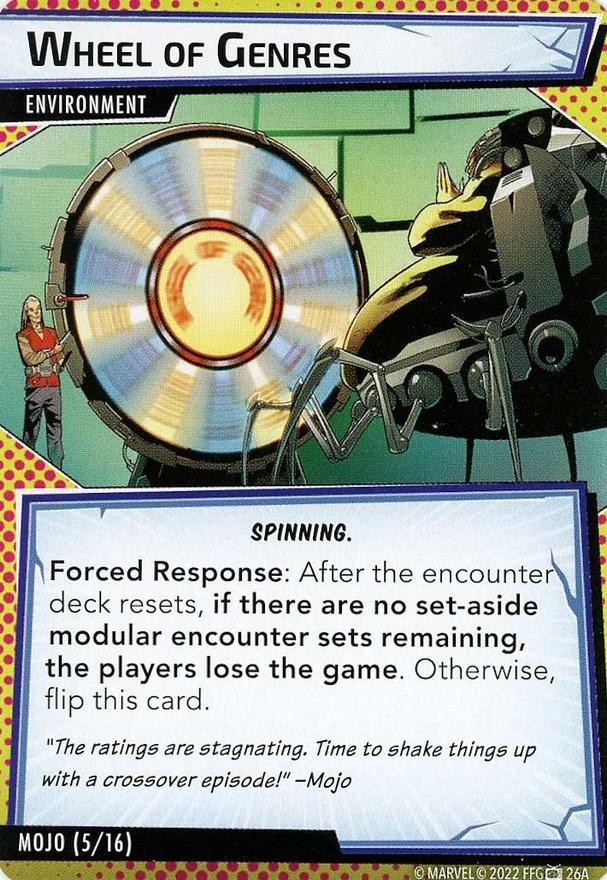 WHEEL OF GENRES
ENVIRONMENT
SPINNING.
Forced Response: After the encounter
deck resets, if there are no set-aside
modular encounter sets remaining,
the players lose the game. Otherwise,
flip this card.
"The ratings are stagnating. Time to shake things up
with a crossover episode!" –Mojo
MOJO (5/16)
© MARVEL © 2022 FFG 26A